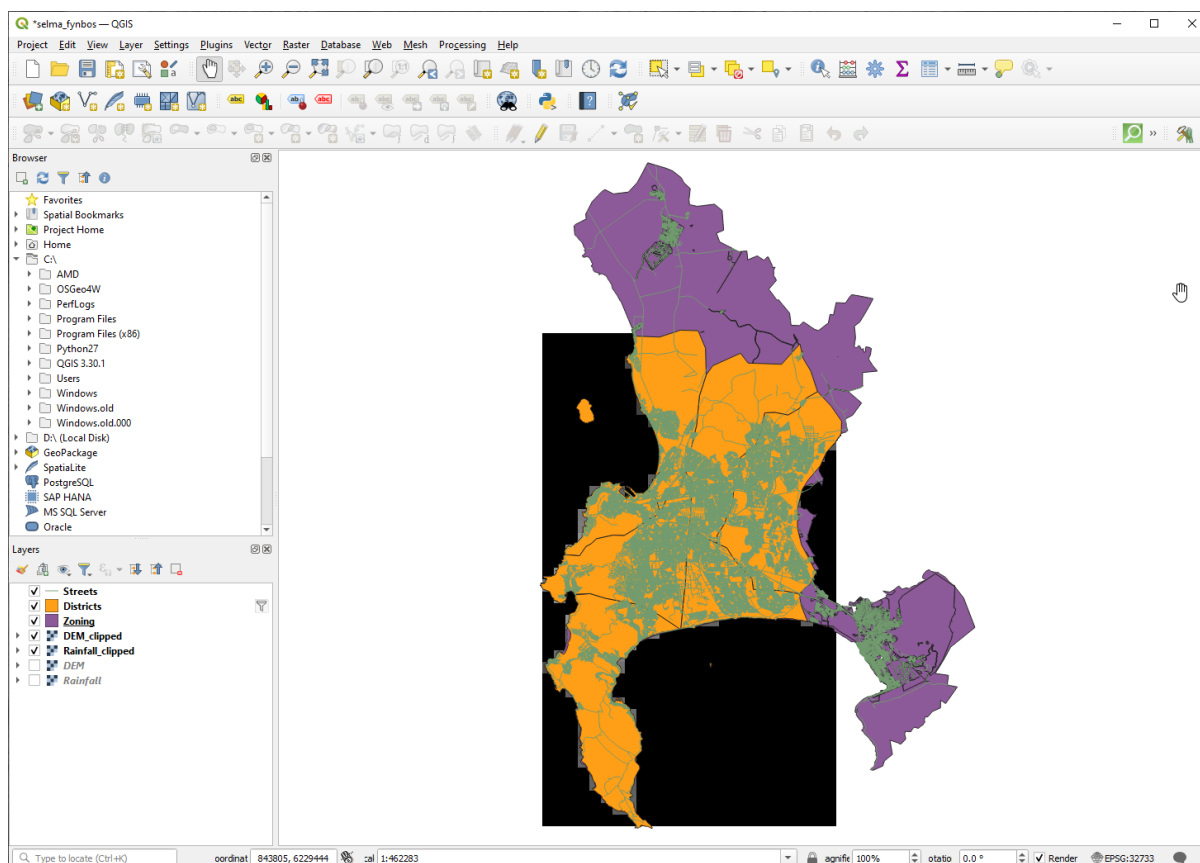 *selma_fynbos — QGIS
Project Edit View Layer Settings Plugins Vector Raster Database Web Mesh Processing Help
Browser
Favorites
Spatial Bookmarks
Project Home
Home
C:\
AMD
OSGeo4W
PerfLogs
Program Files
Program Files (x86)
Python27
QGIS 3.30.1
Users
Windows
Windows.old
Windows.old.000
D:\ (Local Disk)
GeoPackage
SpatiaLite
PostgreSQL
SAP HANA
MS SQL Server
Oracle
Layers
Streets
Districts
Zoning
DEM_clipped
Rainfall_clipped
DEM
Rainfall
Type to locate (Ctrl+K) oordinat 843805, 6229444 :al 1:462283 agnifie 100% otatio 0.0 ° Render EPSG:32733